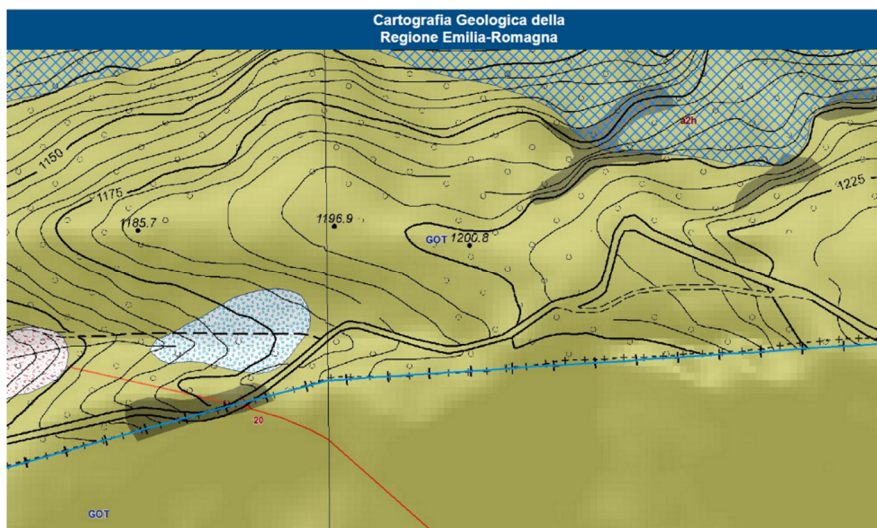 Cartografia Geologica della
Regione Emilia-Romagna
a2h
1150
1175
1225
1185.7
1196.9
GOT
1200.8
20
GOT